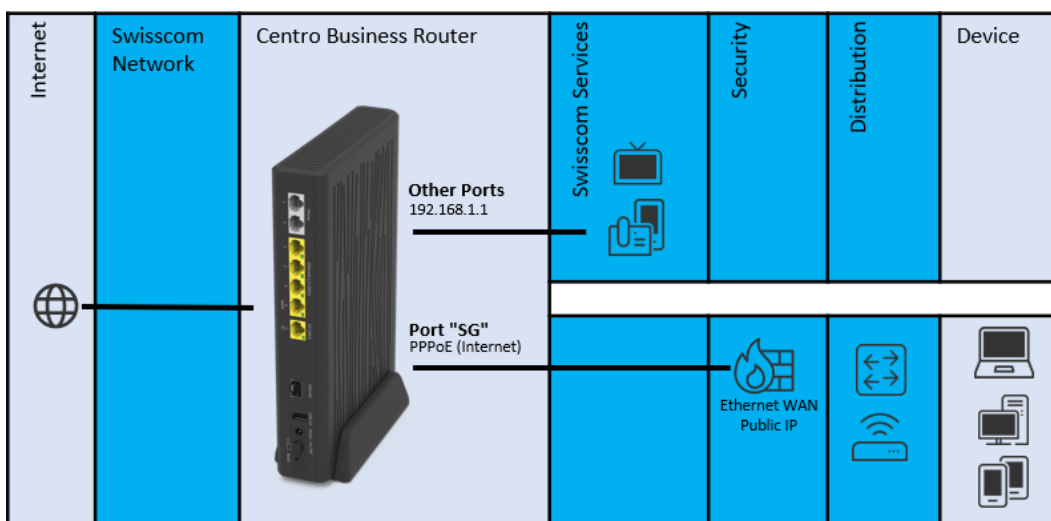 Internet
Swisscom
Network
Centro Business Router
Swisscom Services
Security
Distribution
Device
Other Ports
192.168.1.1
Port "SG"
PPPoE (Internet)
Ethernet WAN
Public IP